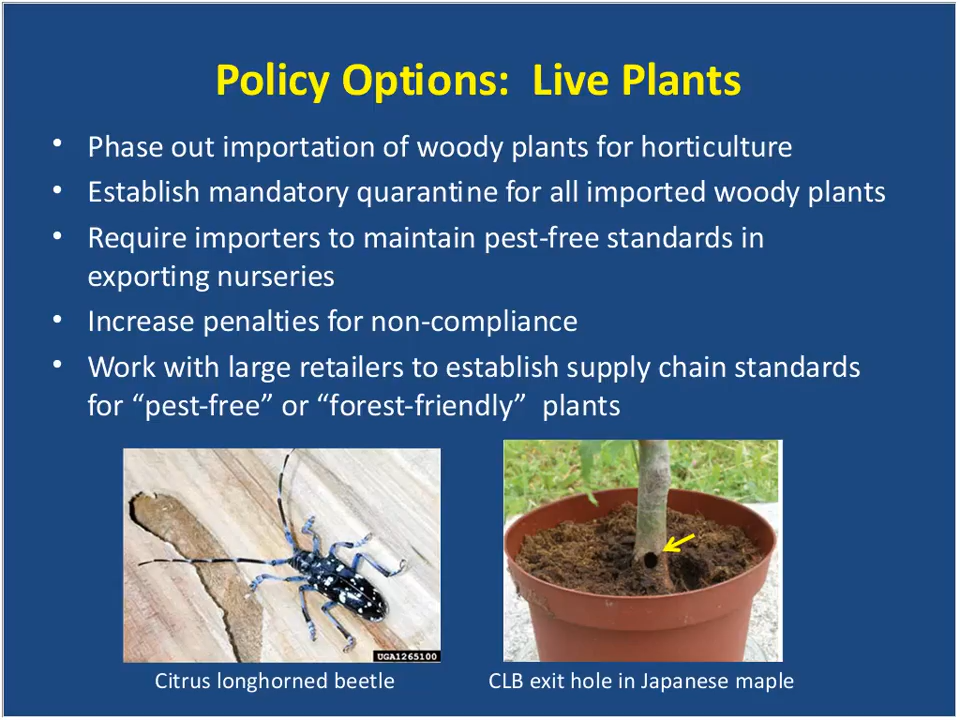 Policy Options:  Live Plants
• Phase out importation of woody plants for horticulture
• Establish mandatory quarantine for all imported woody plants
• Require importers to maintain pest-free standards in
exporting nurseries
• Increase penalties for non-compliance
• Work with large retailers to establish supply chain standards
for “pest-free” or “forest-friendly”  plants
UGA1265100
Citrus longhorned beetle
CLB exit hole in Japanese maple